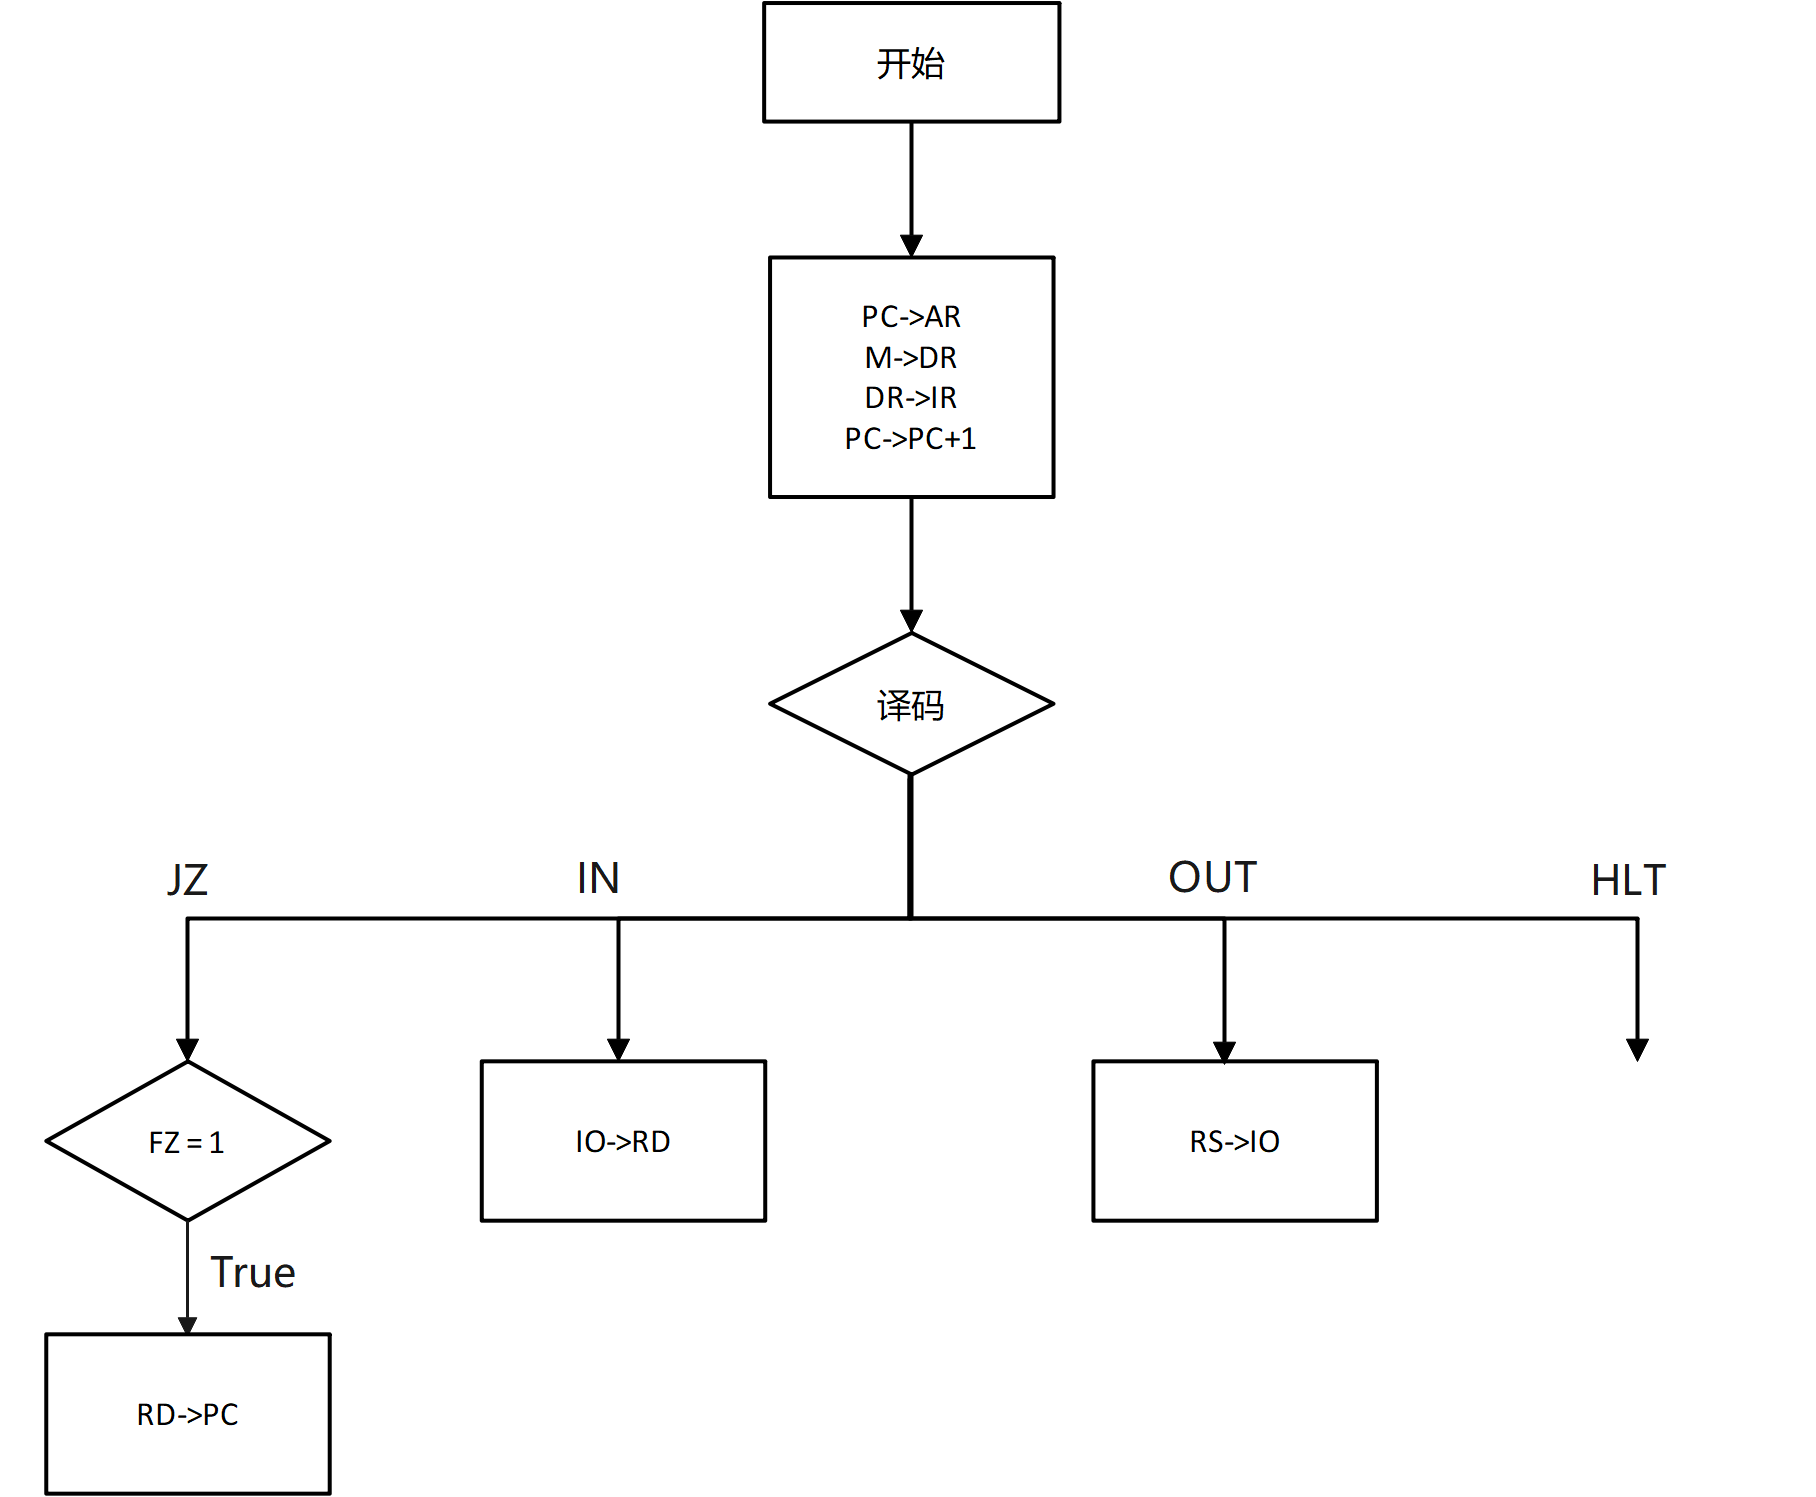 开始
PC->AR
M->DR
DR->IR
PC->PC+1
译码
JZ
IN
OUT
HLT
FZ = 1
IO->RD
RS->IO
True
RD->PC